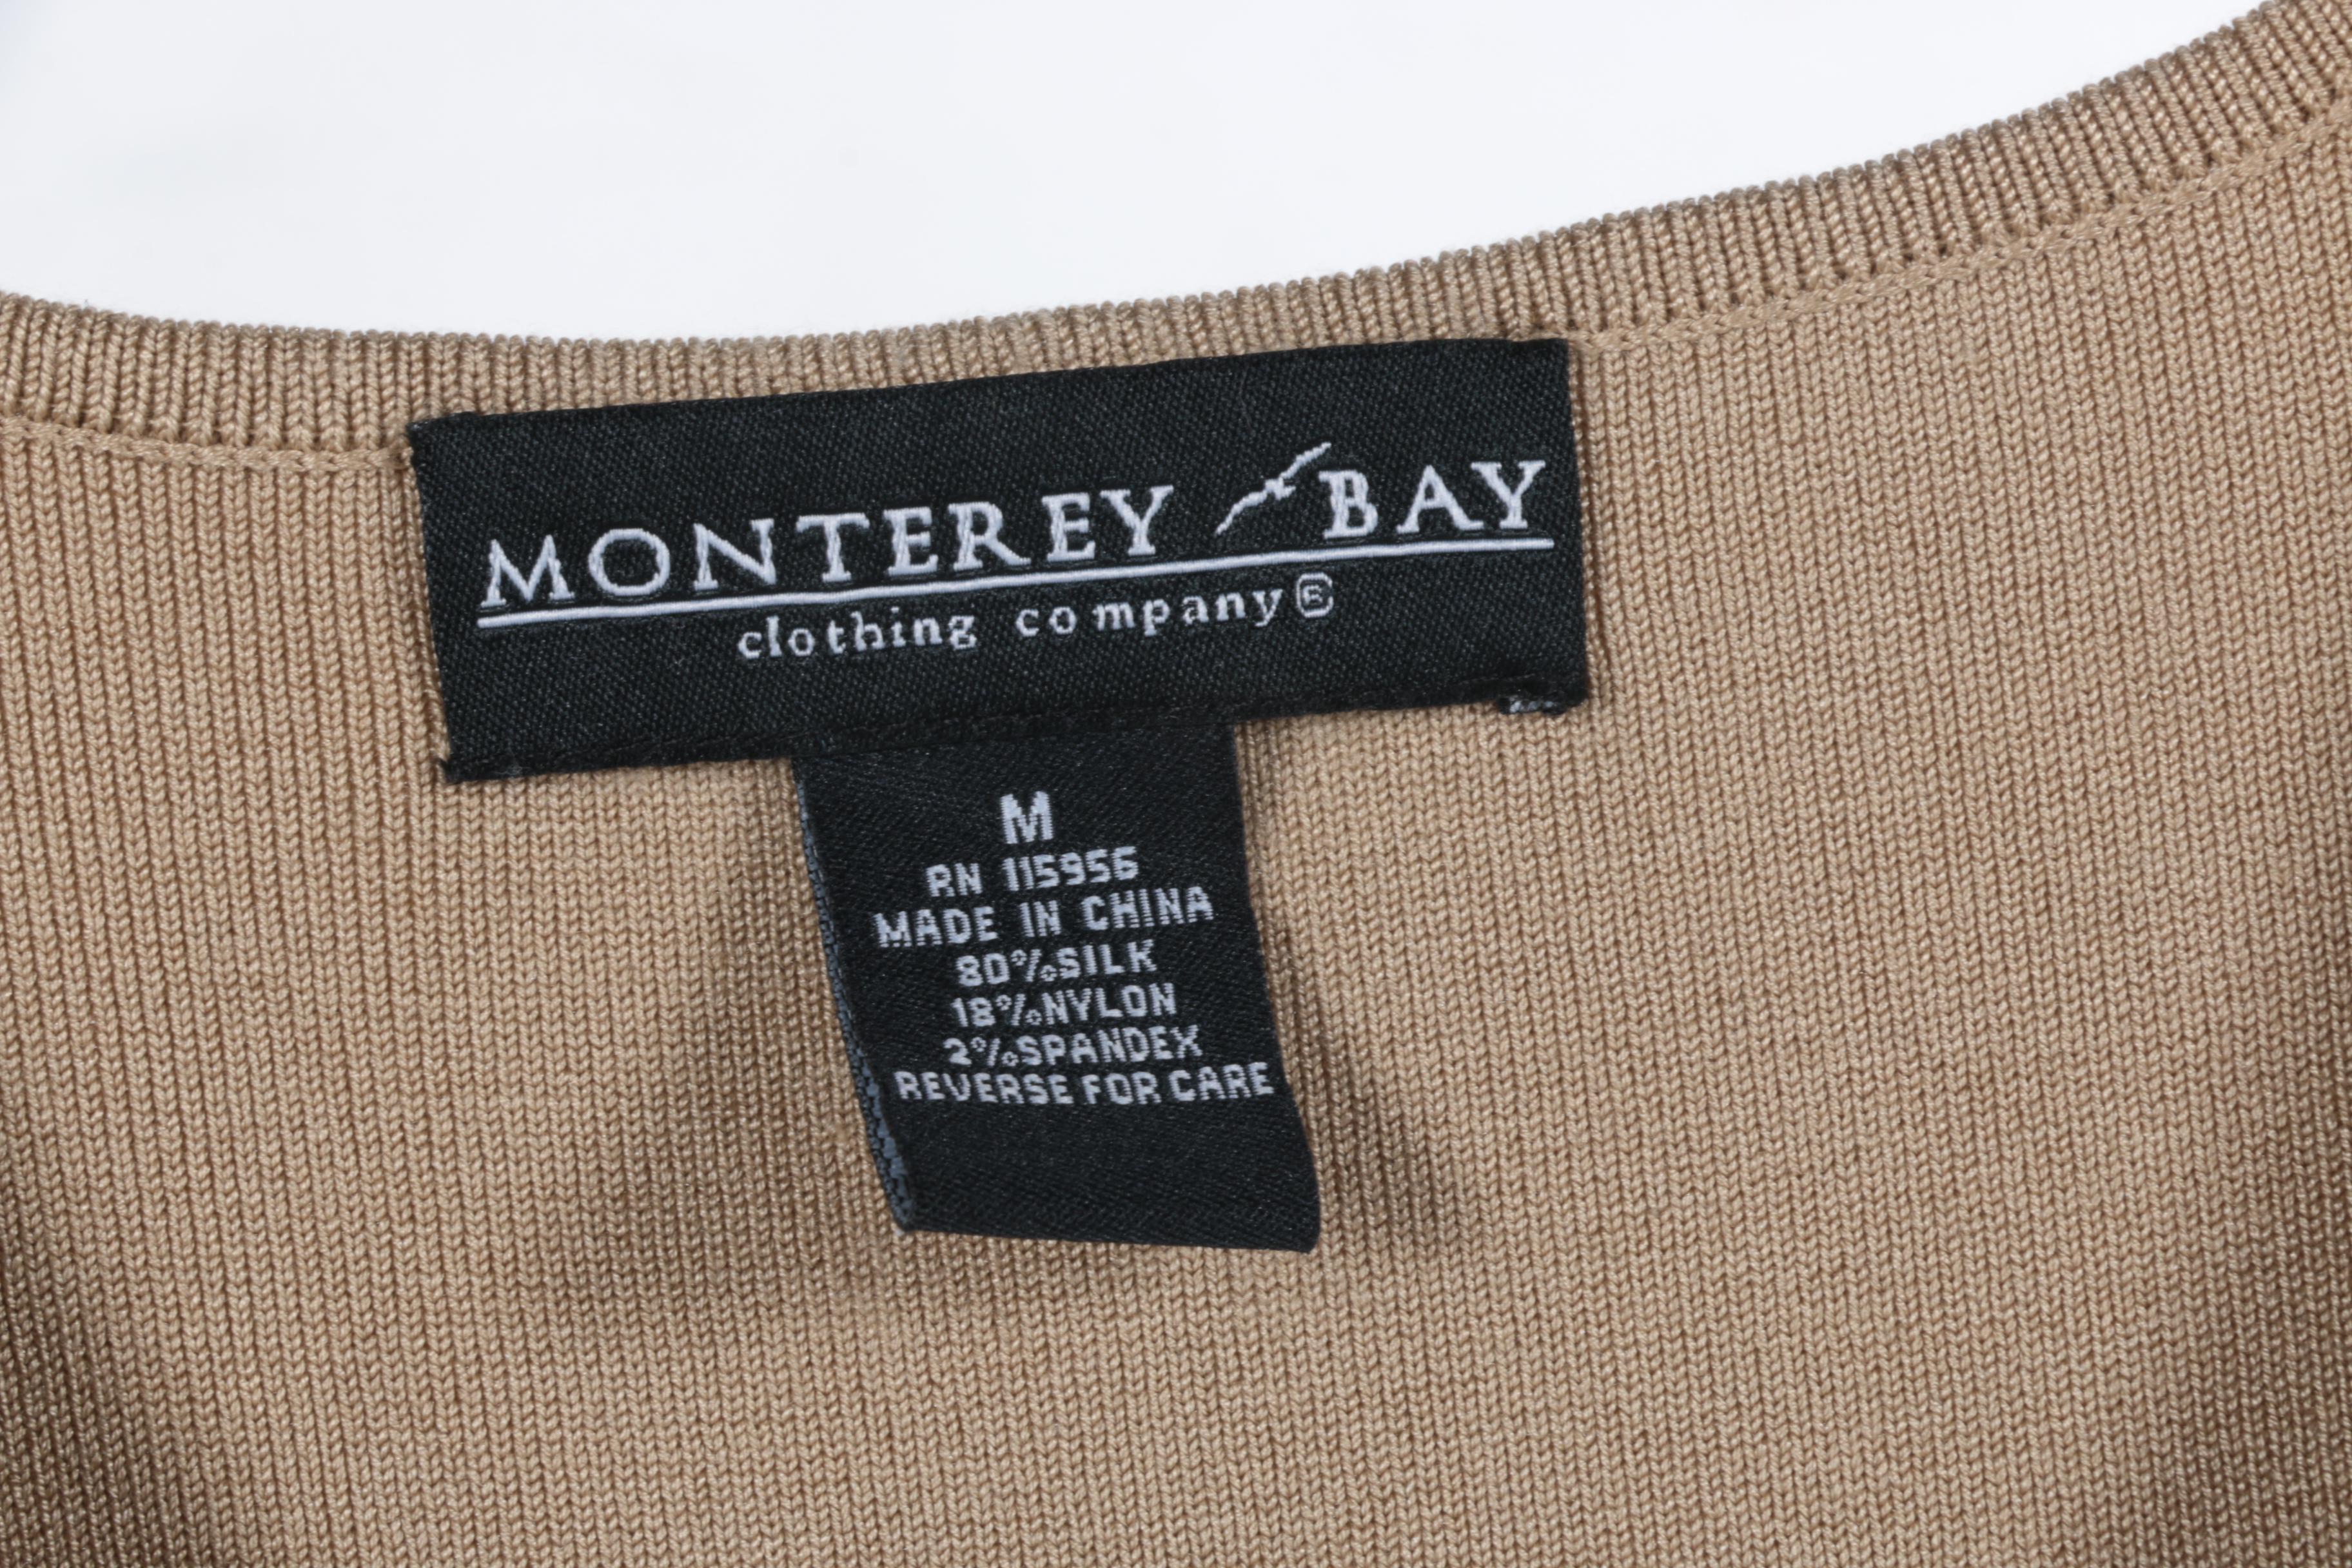 MONTEREY BAY
clothing company®
M
RN 115956
MADE IN CHINA
80%SILK
18%NYLON
2%SPANDEX
REVERSE FOR CARE